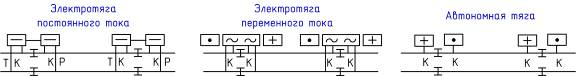 Электротяга
постоянного тока
Электротяга
переменного тока
Автономная тяга
Т К К Р Т К К Р
К К К К
К К К К